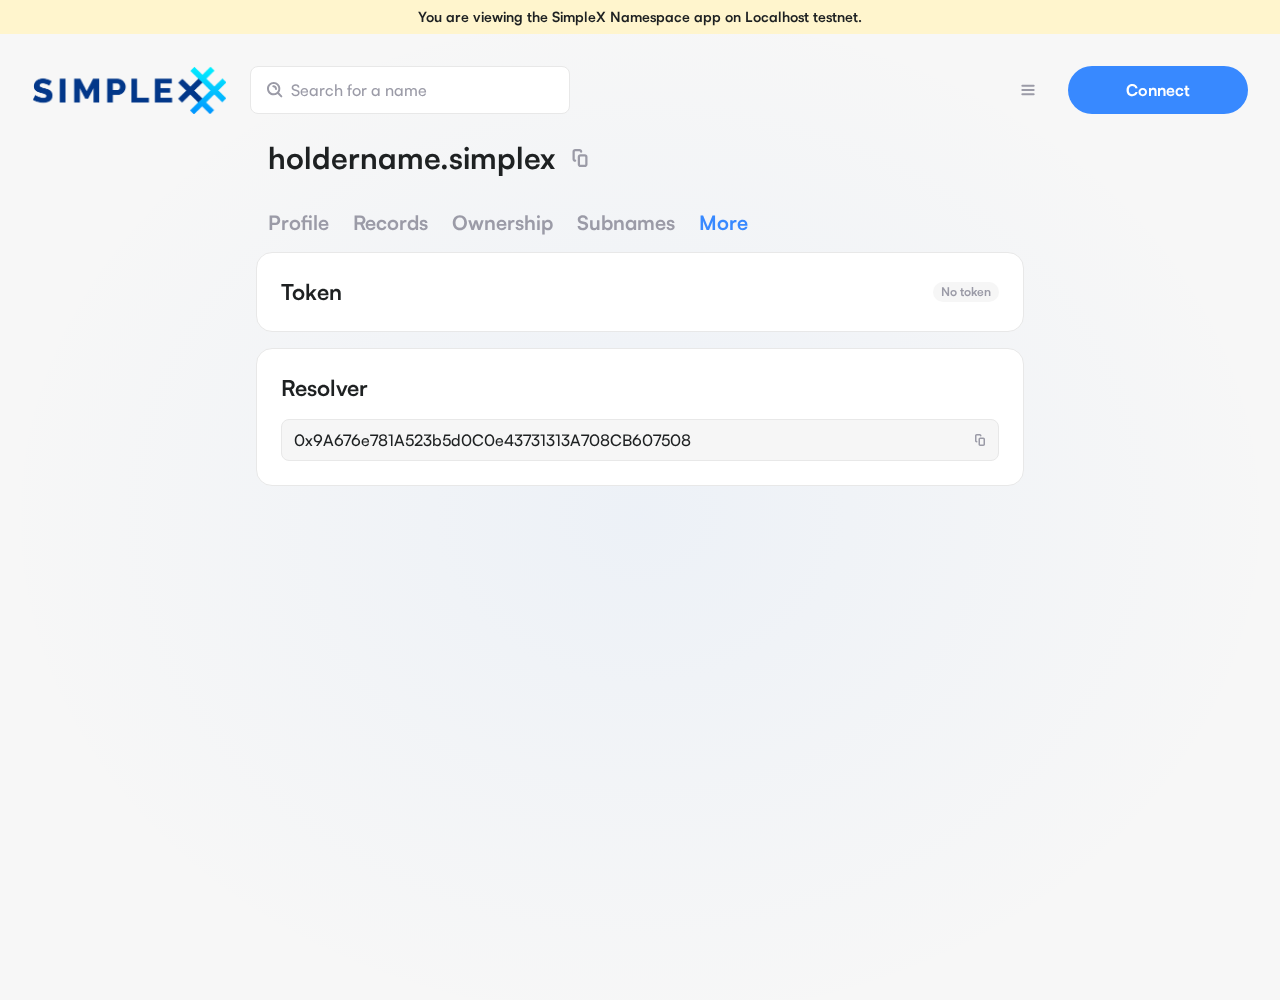 You are viewing the SimpleX Namespace app on Localhost testnet.
SIMPLEX
Search for a name
Connect
holdername.simplex
Profile Records Ownership Subnames More
Token
No token
Resolver
0x9A676e781A523b5d0C0e43731313A708CB607508